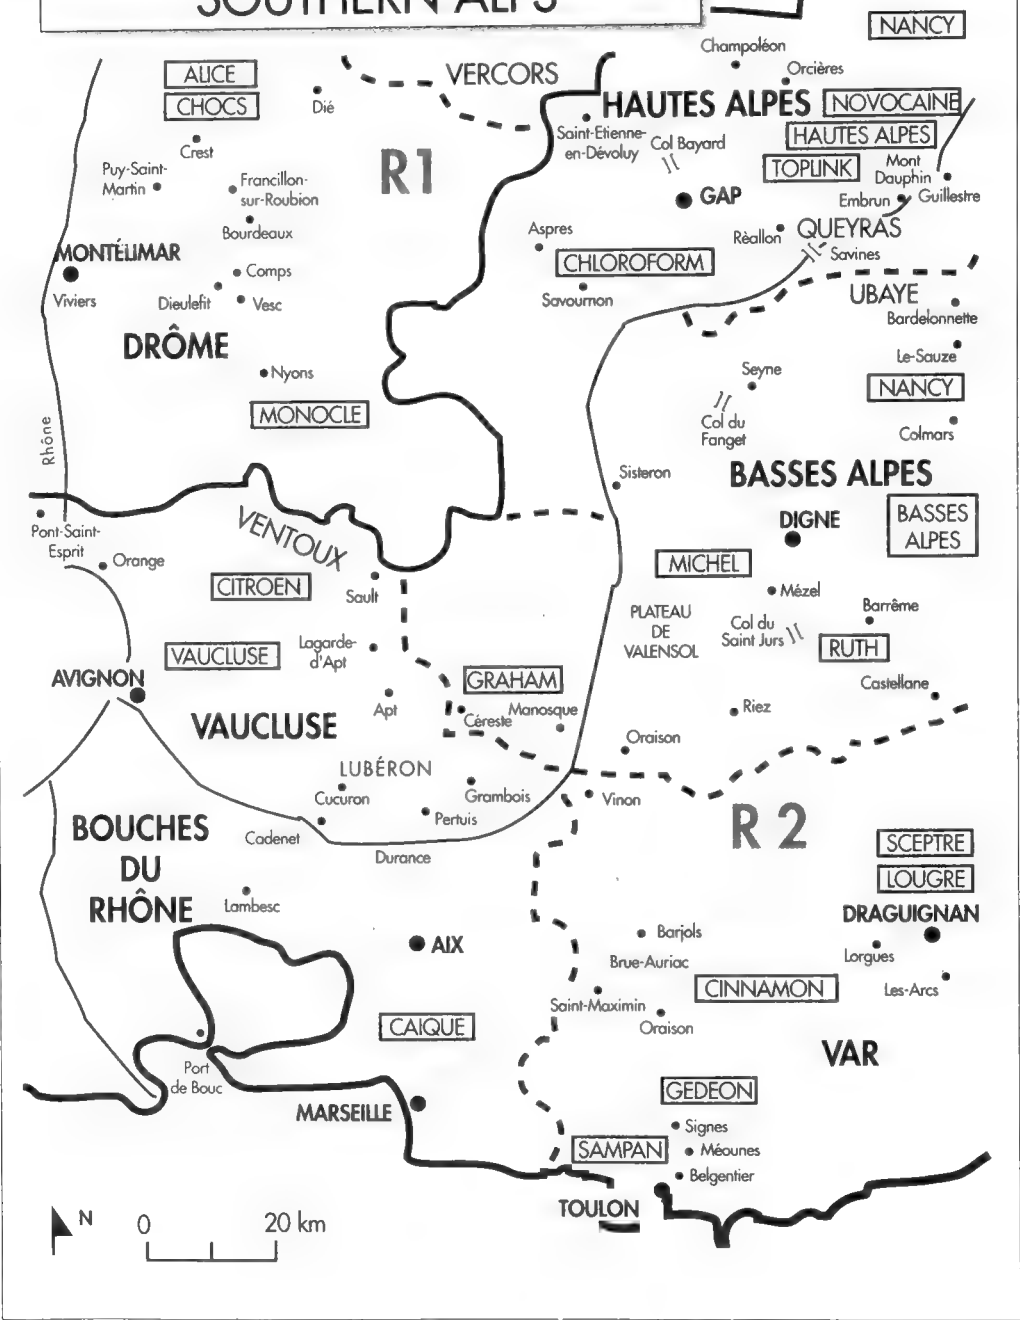 SOUTHERN ALPS
NANCY
Champoléon
Orcières
ALICE
CHOCS
Dié
VERCORS
HAUTES ALPES
NOVOCAINE
Saint-Etienne-
en-Dévoluy
Col Bayard
HAUTES ALPES
TOPLINK
Mont
Dauphin
Guillestre
Embrun
Crest
Puy-Saint-
Martin
Francillon-
sur-Roubion
R1
GAP
Bourdeaux
Aspres
Rèallon
QUEYRAS
Savines
MONTÉLIMAR
Viviers
Comps
Dieulefit
Vesc
CHLOROFORM
Savournon
UBAYE
Bardelonnette
Le-Sauze
DRÔME
Nyons
MONOCLE
Seyne
NANCY
Col du
Fanget
Colmars
Rhône
Sisteron
BASSES ALPES
Pont-Saint-
Esprit
Orange
VENTOUX
DIGNE
BASSES
ALPES
MICHEL
CITROEN
Sault
Mézel
PLATEAU
DE
VALENSOL
Col du
Saint Jurs
Barrême
RUTH
VAUCLUSE
Lagarde-
d'Apt
AVIGNON
GRAHAM
Castellane
Apt
Céreste
Manosque
Riez
VAUCLUSE
Oraison
LUBÉRON
Cucuron
Grambois
Vinon
Pertuis
Cadenet
Durance
BOUCHES
DU
RHÔNE
R 2
SCEPTRE
LOUGRE
DRAGUIGNAN
Lambesc
AIX
Barjols
Brue-Auriac
Lorgues
Les-Arcs
CINNAMON
Saint-Maximin
Oraison
CAIQUE
VAR
Port
de Bouc
GEDEON
MARSEILLE
Signes
SAMPAN
Méounes
Belgentier
TOULON
N
0
20 km